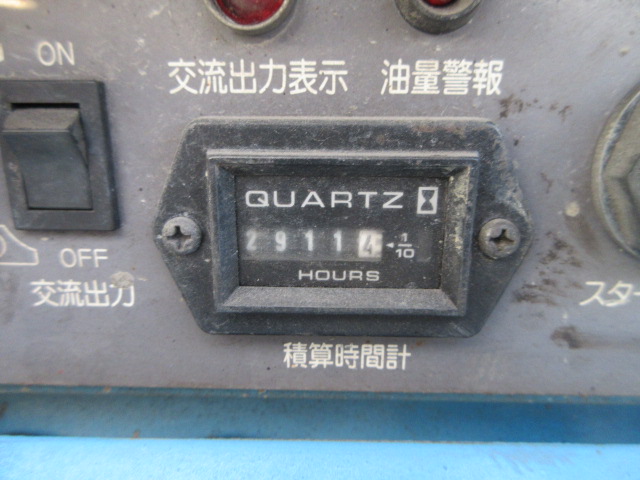 ON
交流出力表示
油量警報
QUARTZ
29114
1/10
HOURS
OFF
交流出力
スター
積算時間計